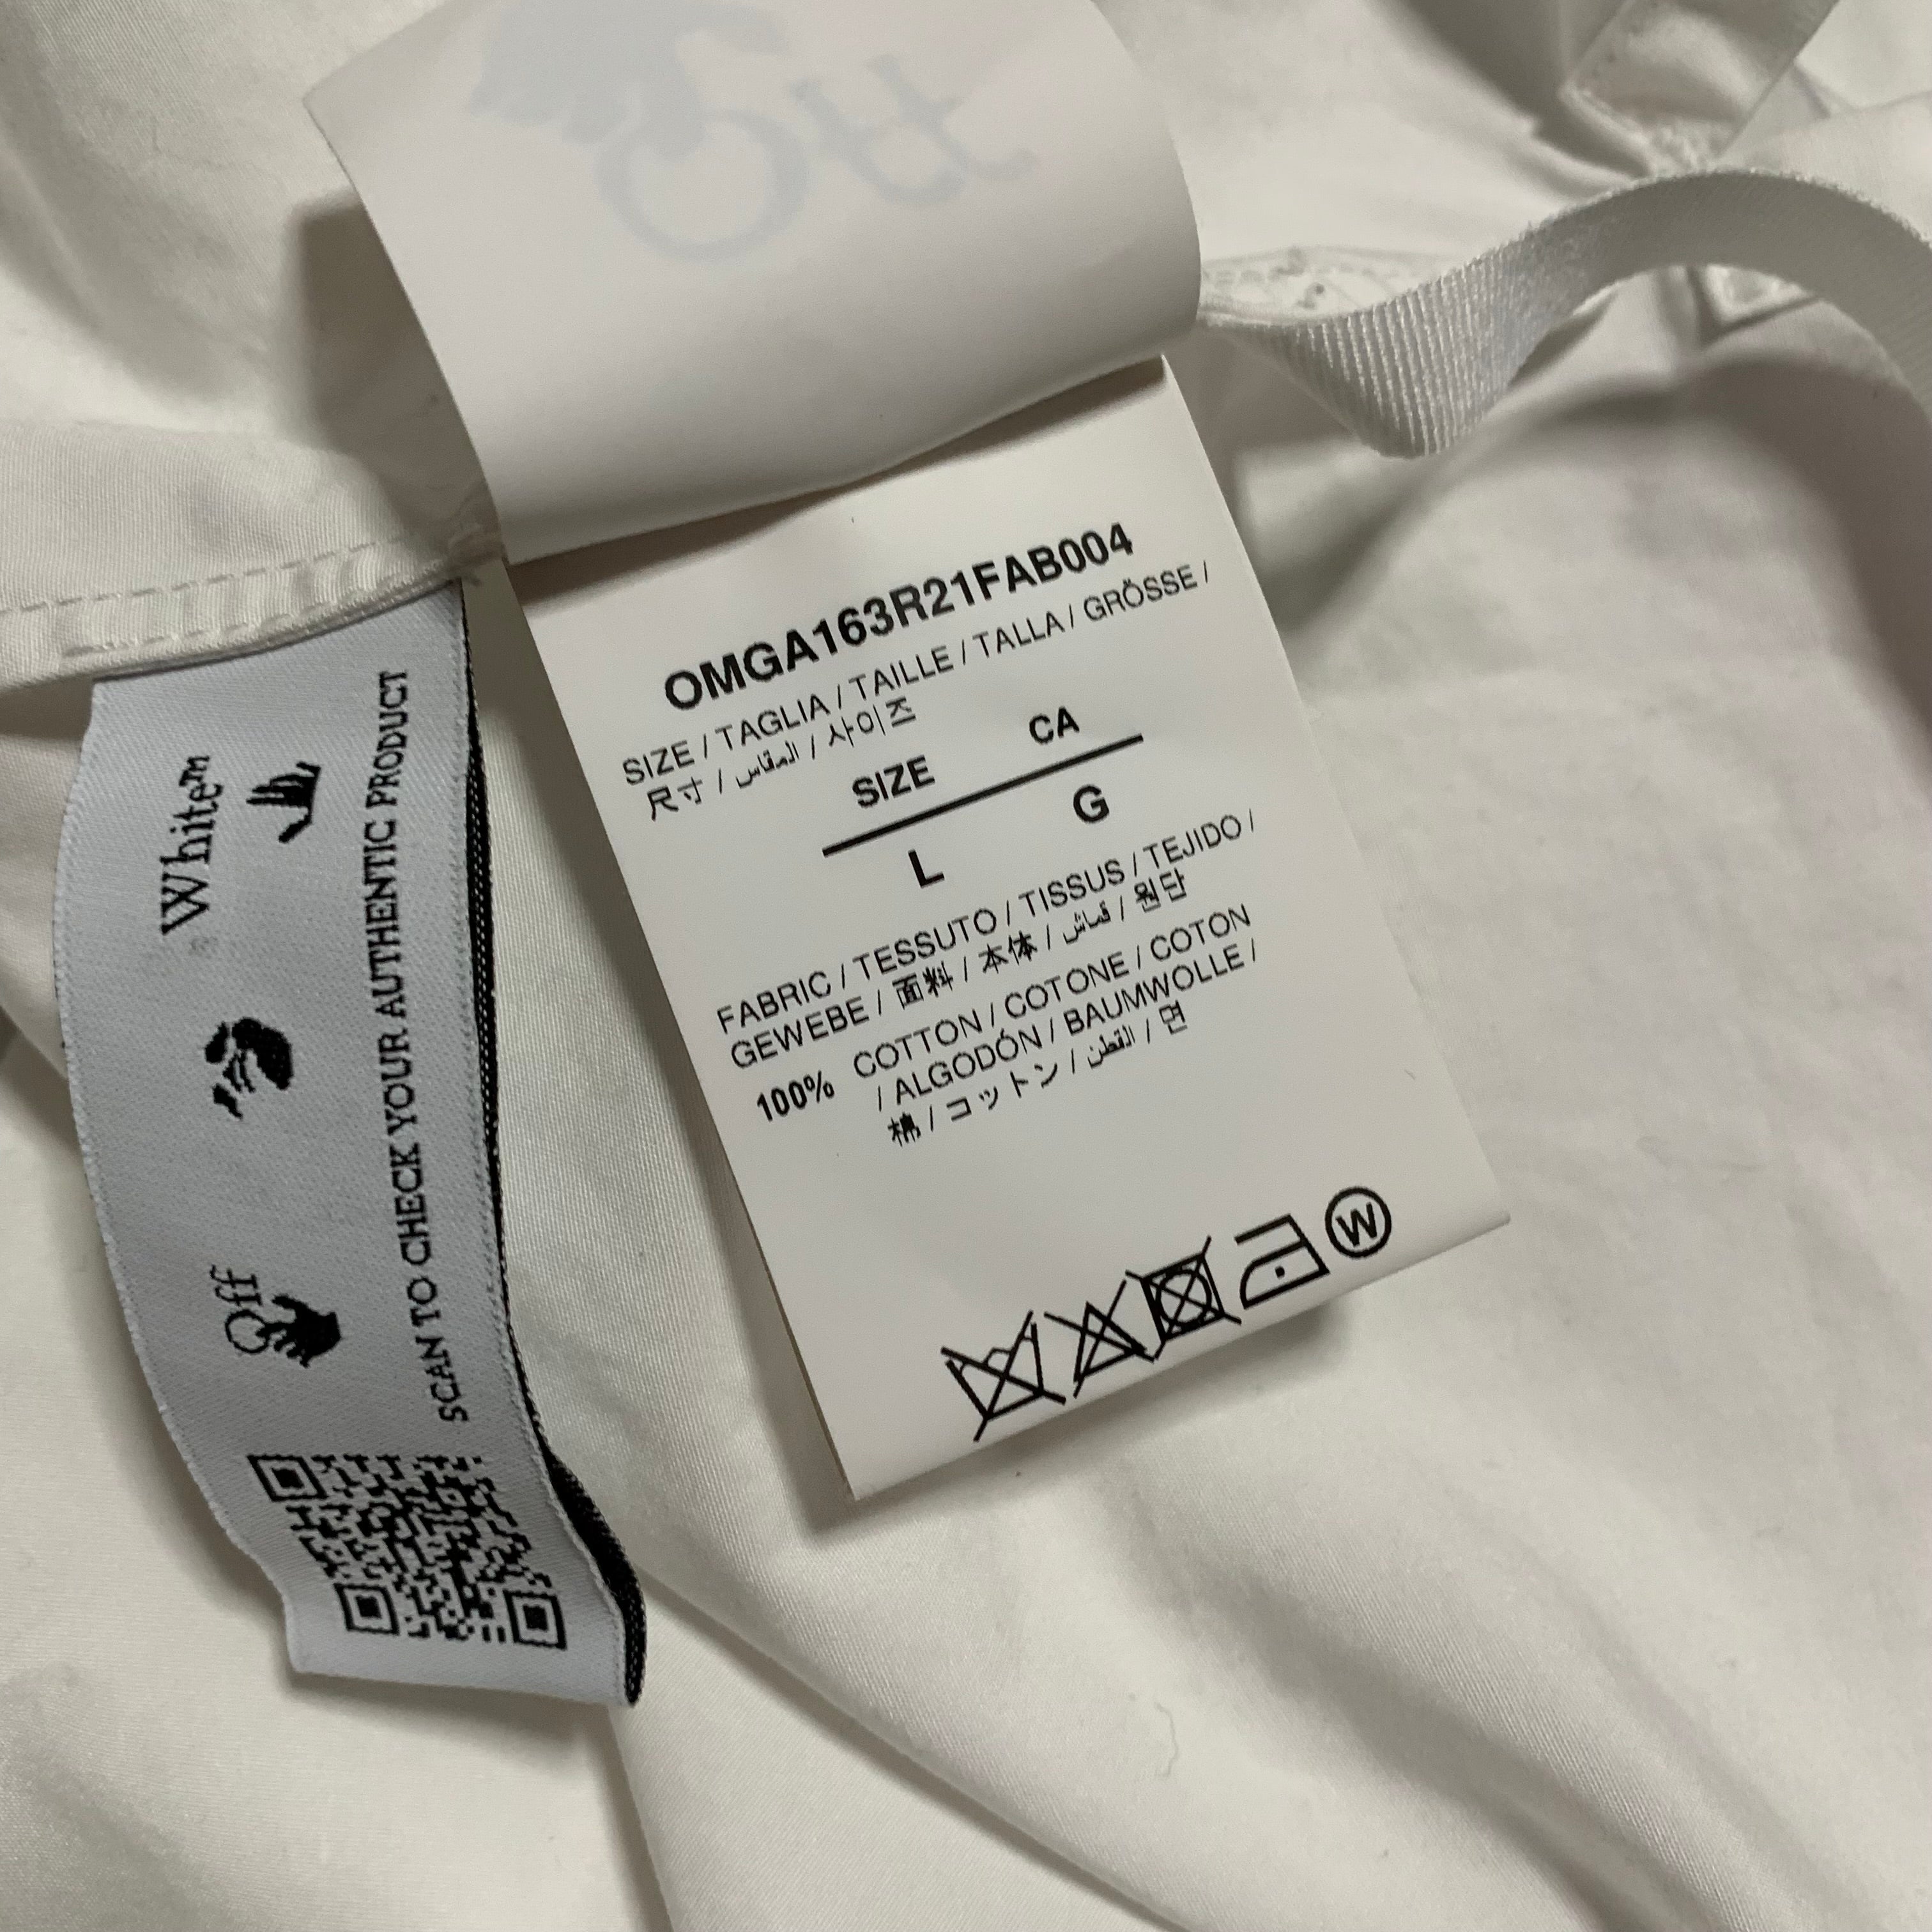 Off
OMGA163R21FAB004
SIZE / TAGLIA / TAILLE / TALLA / GRÖSSE /
尺寸 / المقاس / 사이즈
SIZE CA
L G
FABRIC / TESSUTO / TISSUS / TEJIDO /
GEWEBE / 面料 / 本体 / قماش / 원단
100% COTTON / COTONE / COTON
/ ALGODÓN / BAUMWOLLE /
棉 / コットン / القطن / 면
W
Off White™
SCAN TO CHECK YOUR AUTHENTIC PRODUCT